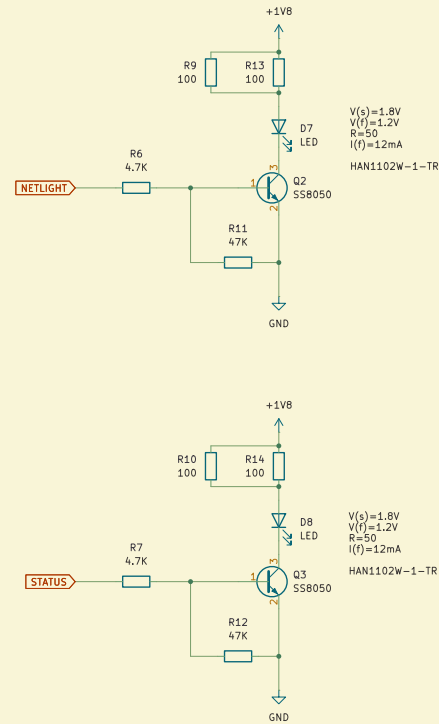 +1V8
R9
100
R13
100
D7
LED
V(s)=1.8V
V(f)=1.2V
R=50
I(f)=12mA
HAN1102W-1-TR
R6
4.7K
NETLIGHT
1
3
2
Q2
SS8050
R11
47K
GND
+1V8
R10
100
R14
100
D8
LED
V(s)=1.8V
V(f)=1.2V
R=50
I(f)=12mA
HAN1102W-1-TR
R7
4.7K
STATUS
1
3
2
Q3
SS8050
R12
47K
GND